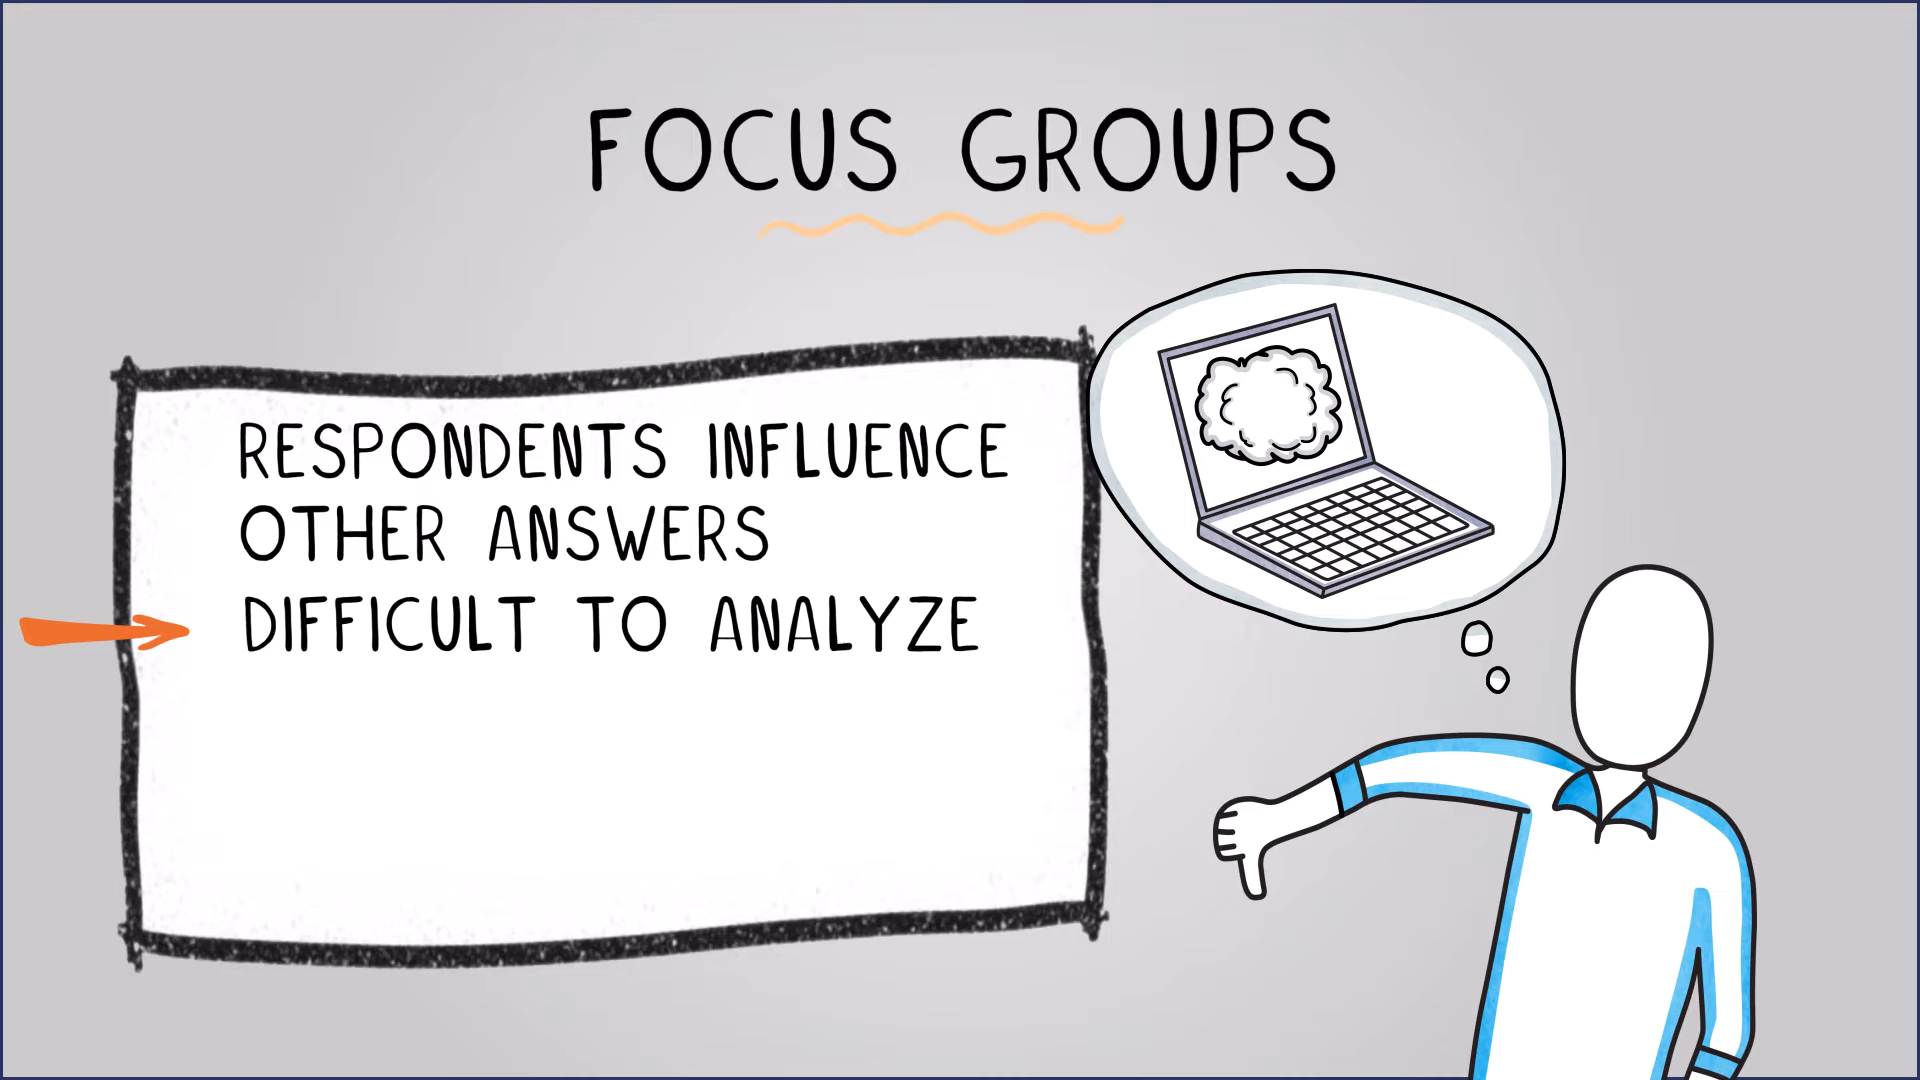 FOCUS GROUPS
RESPONDENTS INFLUENCE
OTHER ANSWERS
DIFFICULT TO ANALYZE